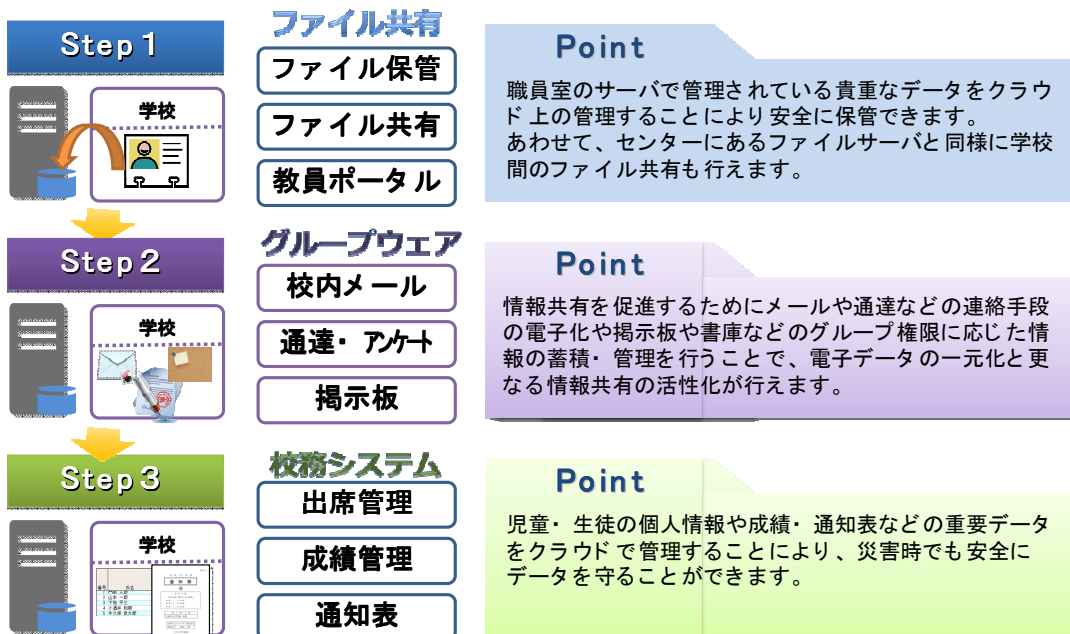 Step１
学校
ファイル共有
ファイル保管
ファイル共有
教員ポータル
Point
職員室のサーバで管理されている貴重なデータをクラウ
ド上の管理することにより安全に保管できます。
あわせて、センターにあるファイルサーバと同様に学校
間のファイル共有も行えます。
Step２
学校
グループウェア
校内メール
通達・アンケート
掲示板
Point
情報共有を促進するためにメールや通達などの連絡手段
の電子化や掲示板や書庫などのグループ権限に応じた情
報の蓄積・管理を行うことで、電子データの一元化と更
なる情報共有の活性化が行えます。
Step３
学校
番号 氏名
通知票
校務システム
出席管理
成績管理
通知表
Point
児童・生徒の個人情報や成績・通知表などの重要データ
をクラウドで管理することにより、災害時でも安全に
データを守ることができます。